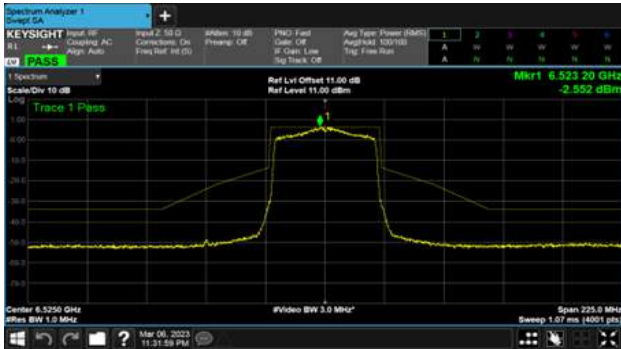 Spectrum Analyzer 1
Swept SA
+
KEYSIGHT
Input: RF
Coupling: AC
Align: Auto
Input Z: 50 Ω
Corrections: On
Freq Ref: Int (S)
#Atten: 10 dB
Preamp: Off
PNO: Fast
Gate: Off
IF Gain: Low
Sig Track: Off
Avg Type: Power (RMS)
Avg|Hold: 100/100
Trig: Free Run
1 2 3 4 5 6
A W W W W W
A N N N N N
LW PASS
1 Spectrum
Scale/Div 10 dB
Ref Lvl Offset 11.00 dB
Ref Level 11.00 dBm
Mkr1 6.523 20 GHz
-2.552 dBm
Log
Trace 1 Pass
1
1.00
Center 6.5250 GHz
#Res BW 1.0 MHz
#Video BW 3.0 MHz*
Span 225.0 MHz
Sweep 1.07 ms (4001 pts)
?
Mar 06, 2023
11:31:59 PM